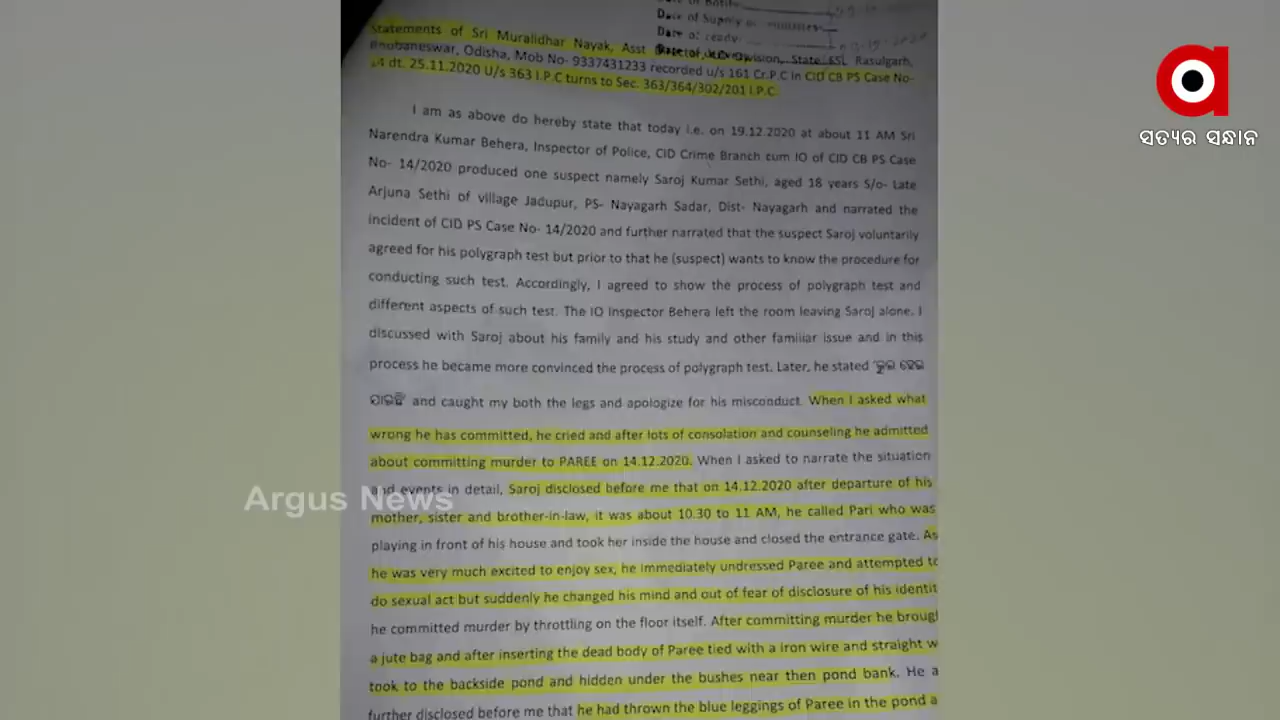 Date of Supply of
Date of ready.
Statements of Sri Muralidhar Nayak, Asst Division, State FSL Rasulgarh,
Bhubaneswar, Odisha, Mob No- 9337431233 recorded u/s 161 Cr.P.C in CID CB PS Case No-
14 dt. 25.11.2020 U/s 363 I.P.C turns to Sec. 363/364/302/201 I.P.C
I am as above do hereby state that today i.e. on 19.12.2020 at about 11 AM Sri
Narendra Kumar Behera, Inspector of Police, CID Crime Branch cum IO of CID CB PS Case
No- 14/2020 produced one suspect namely Saroj Kumar Sethi, aged 18 years S/o- Late
Arjuna Sethi of village Jadupur, PS- Nayagarh Sadar, Dist- Nayagarh and narrated the
incident of CID PS Case No- 14/2020 and further narrated that the suspect Saroj voluntarily
agreed for his polygraph test but prior to that he (suspect) wants to know the procedure for
conducting such test. Accordingly, I agreed to show the process of polygraph test and
different aspects of such test. The IO Inspector Behera left the room leaving Saroj alone. I
discussed with Saroj about his family and his study and other familiar issue and in this
process he became more convinced the process of polygraph test. Later, he stated 'ଭୁଲ ହେଇ
ଯାଇଛି' and caught my both the legs and apologize for his misconduct. When I asked what
wrong he has committed, he cried and after lots of consolation and counseling he admitted
about committing murder to PAREE on 14.12.2020. When I asked to narrate the situation
and events in detail, Saroj disclosed before me that on 14.12.2020 after departure of his
mother, sister and brother-in-law, it was about 10.30 to 11 AM, he called Pari who was
playing in front of his house and took her inside the house and closed the entrance gate. As
he was very much excited to enjoy sex, he immediately undressed Paree and attempted to
do sexual act but suddenly he changed his mind and out of fear of disclosure of his identit
he committed murder by throttling on the floor itself. After committing murder he brough
a jute bag and after inserting the dead body of Paree tied with a iron wire and straight w
took to the backside pond and hidden under the bushes near then pond bank. He a
further disclosed before me that he had thrown the blue leggings of Paree in the pond a
Argus News
ସତ୍ୟର ସନ୍ଧାନ